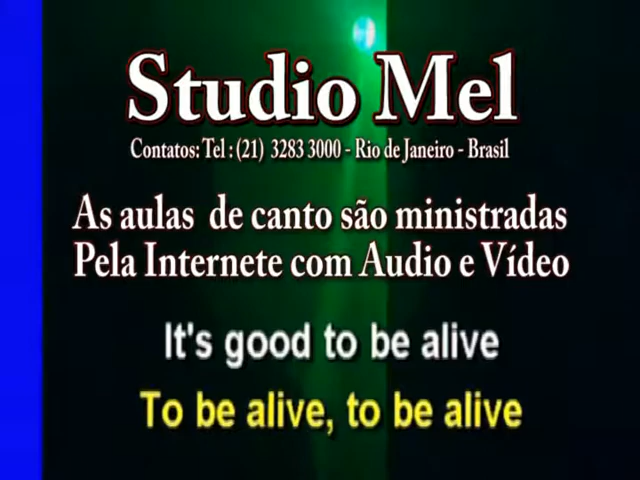 Studio Mel
Contatos: Tel : (21) 3283 3000 - Rio de Janeiro - Brasil
As aulas de canto são ministradas
Pela Internete com Audio e Vídeo
It's good to be alive
To be alive, to be alive